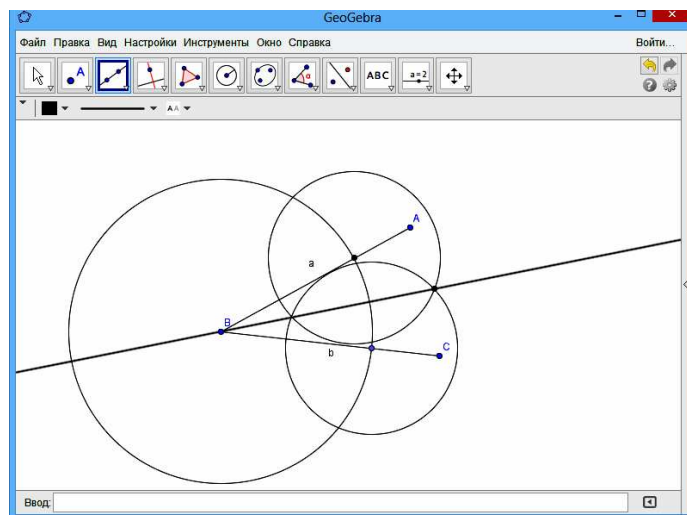 GeoGebra
Файл Правка Вид Настройки Инструменты Окно Справка Войти...
A α ABC a=2
A A
A
a
B
b
C
Ввод: